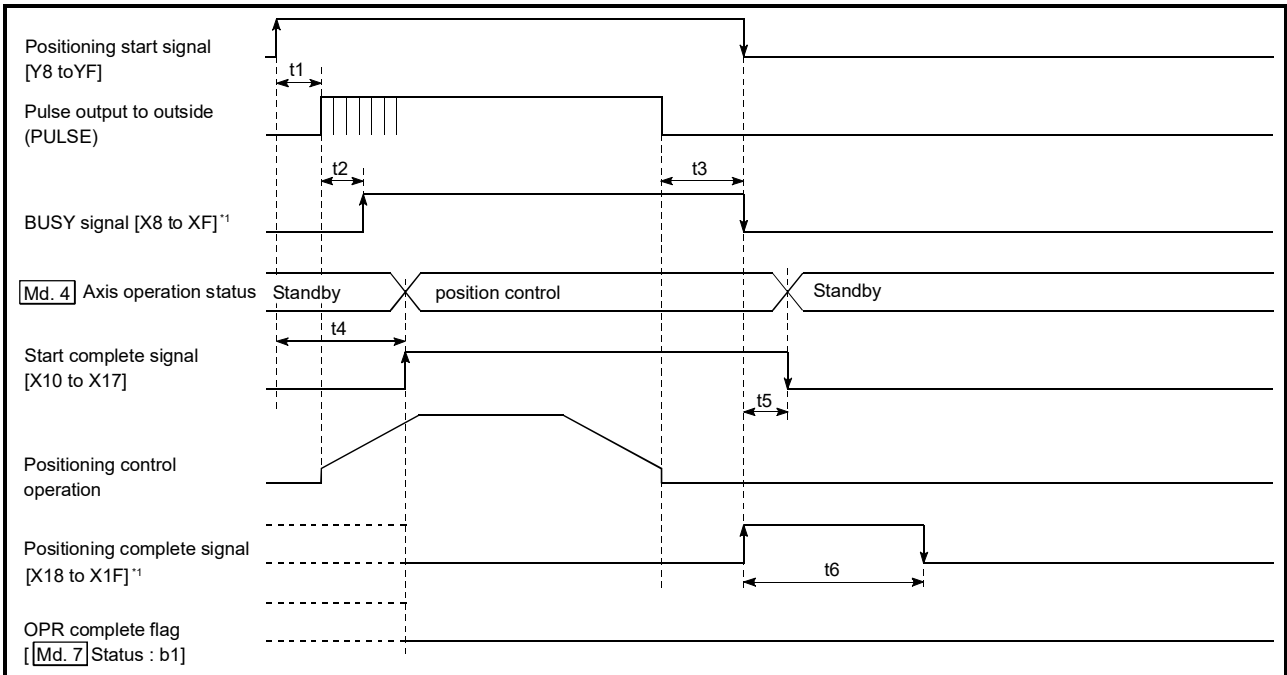 Positioning start signal
[Y8 toYF]
t1
Pulse output to outside
(PULSE)
t2
t3
BUSY signal [X8 to XF]*1
Md. 4 Axis operation status
Standby
position control
Standby
t4
Start complete signal
[X10 to X17]
t5
Positioning control
operation
Positioning complete signal
[X18 to X1F]*1
t6
OPR complete flag
[ Md. 7 Status : b1]